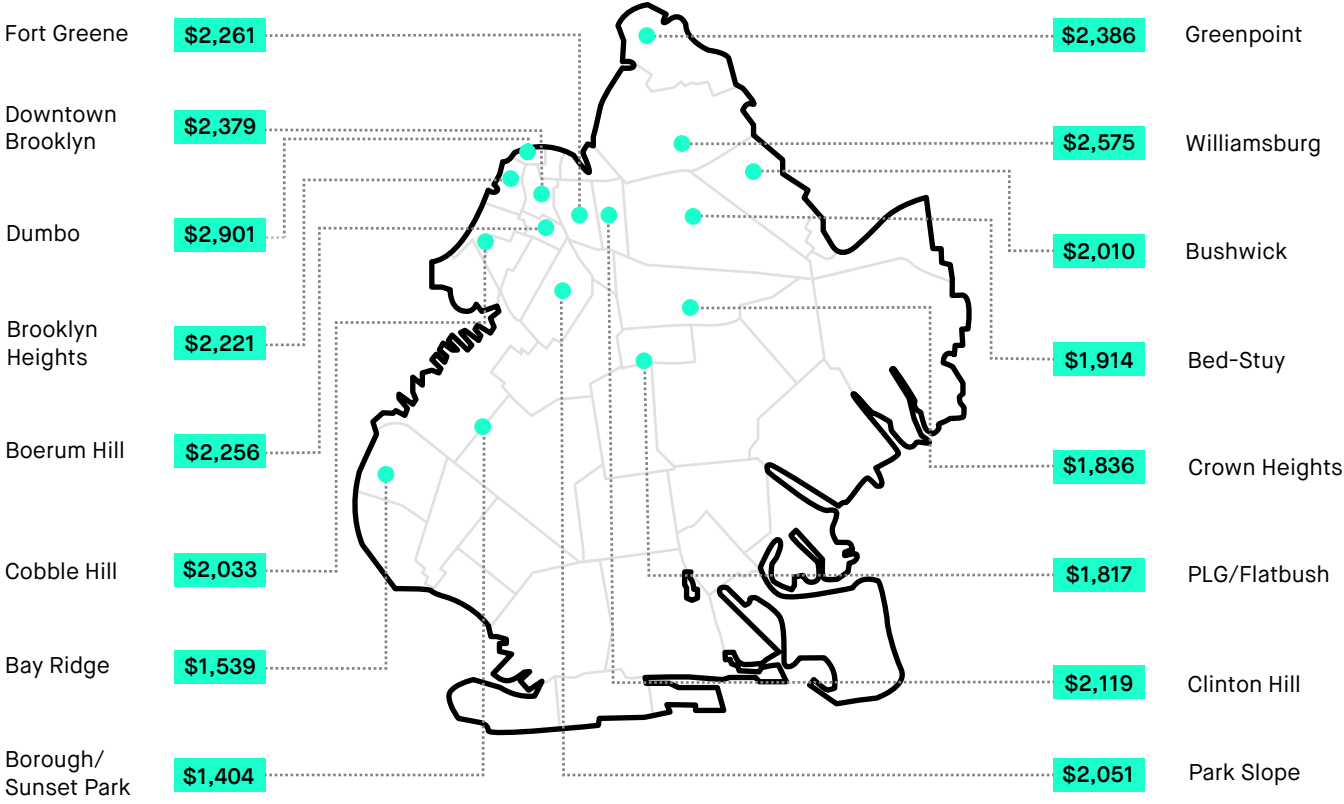 Fort Greene
$2,261
Downtown
Brooklyn
$2,379
Dumbo
$2,901
Brooklyn
Heights
$2,221
Boerum Hill
$2,256
Cobble Hill
$2,033
Bay Ridge
$1,539
Borough/
Sunset Park
$1,404
$2,386
Greenpoint
$2,575
Williamsburg
$2,010
Bushwick
$1,914
Bed-Stuy
$1,836
Crown Heights
$1,817
PLG/Flatbush
$2,119
Clinton Hill
$2,051
Park Slope